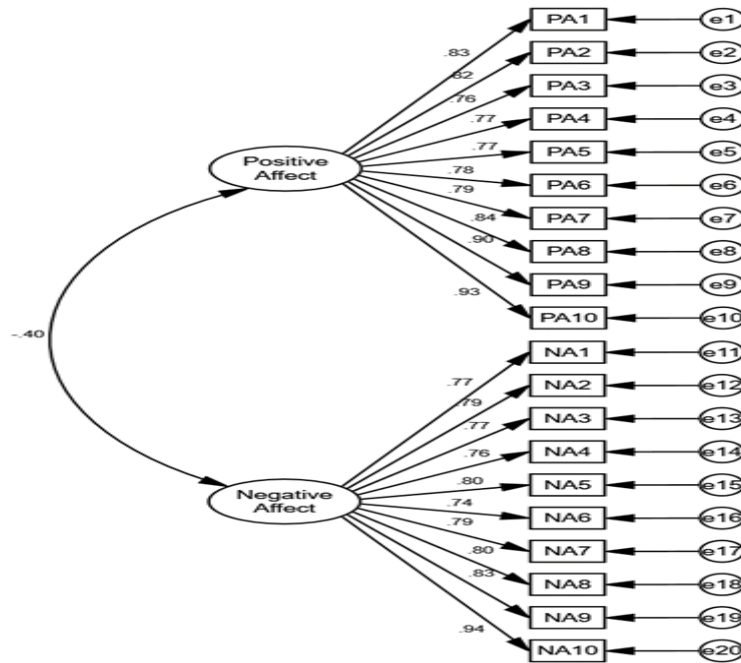 PA1
e1
.83
PA2
e2
.82
PA3
e3
.76
PA4
e4
.77
Positive
Affect
PA5
e5
.77
PA6
e6
.78
PA7
e7
.79
PA8
e8
.84
PA9
e9
.90
PA10
e10
.93
-.40
NA1
e11
.77
NA2
e12
.79
NA3
e13
.77
NA4
e14
.76
Negative
Affect
NA5
e15
.80
NA6
e16
.74
NA7
e17
.79
NA8
e18
.80
NA9
e19
.83
NA10
e20
.94